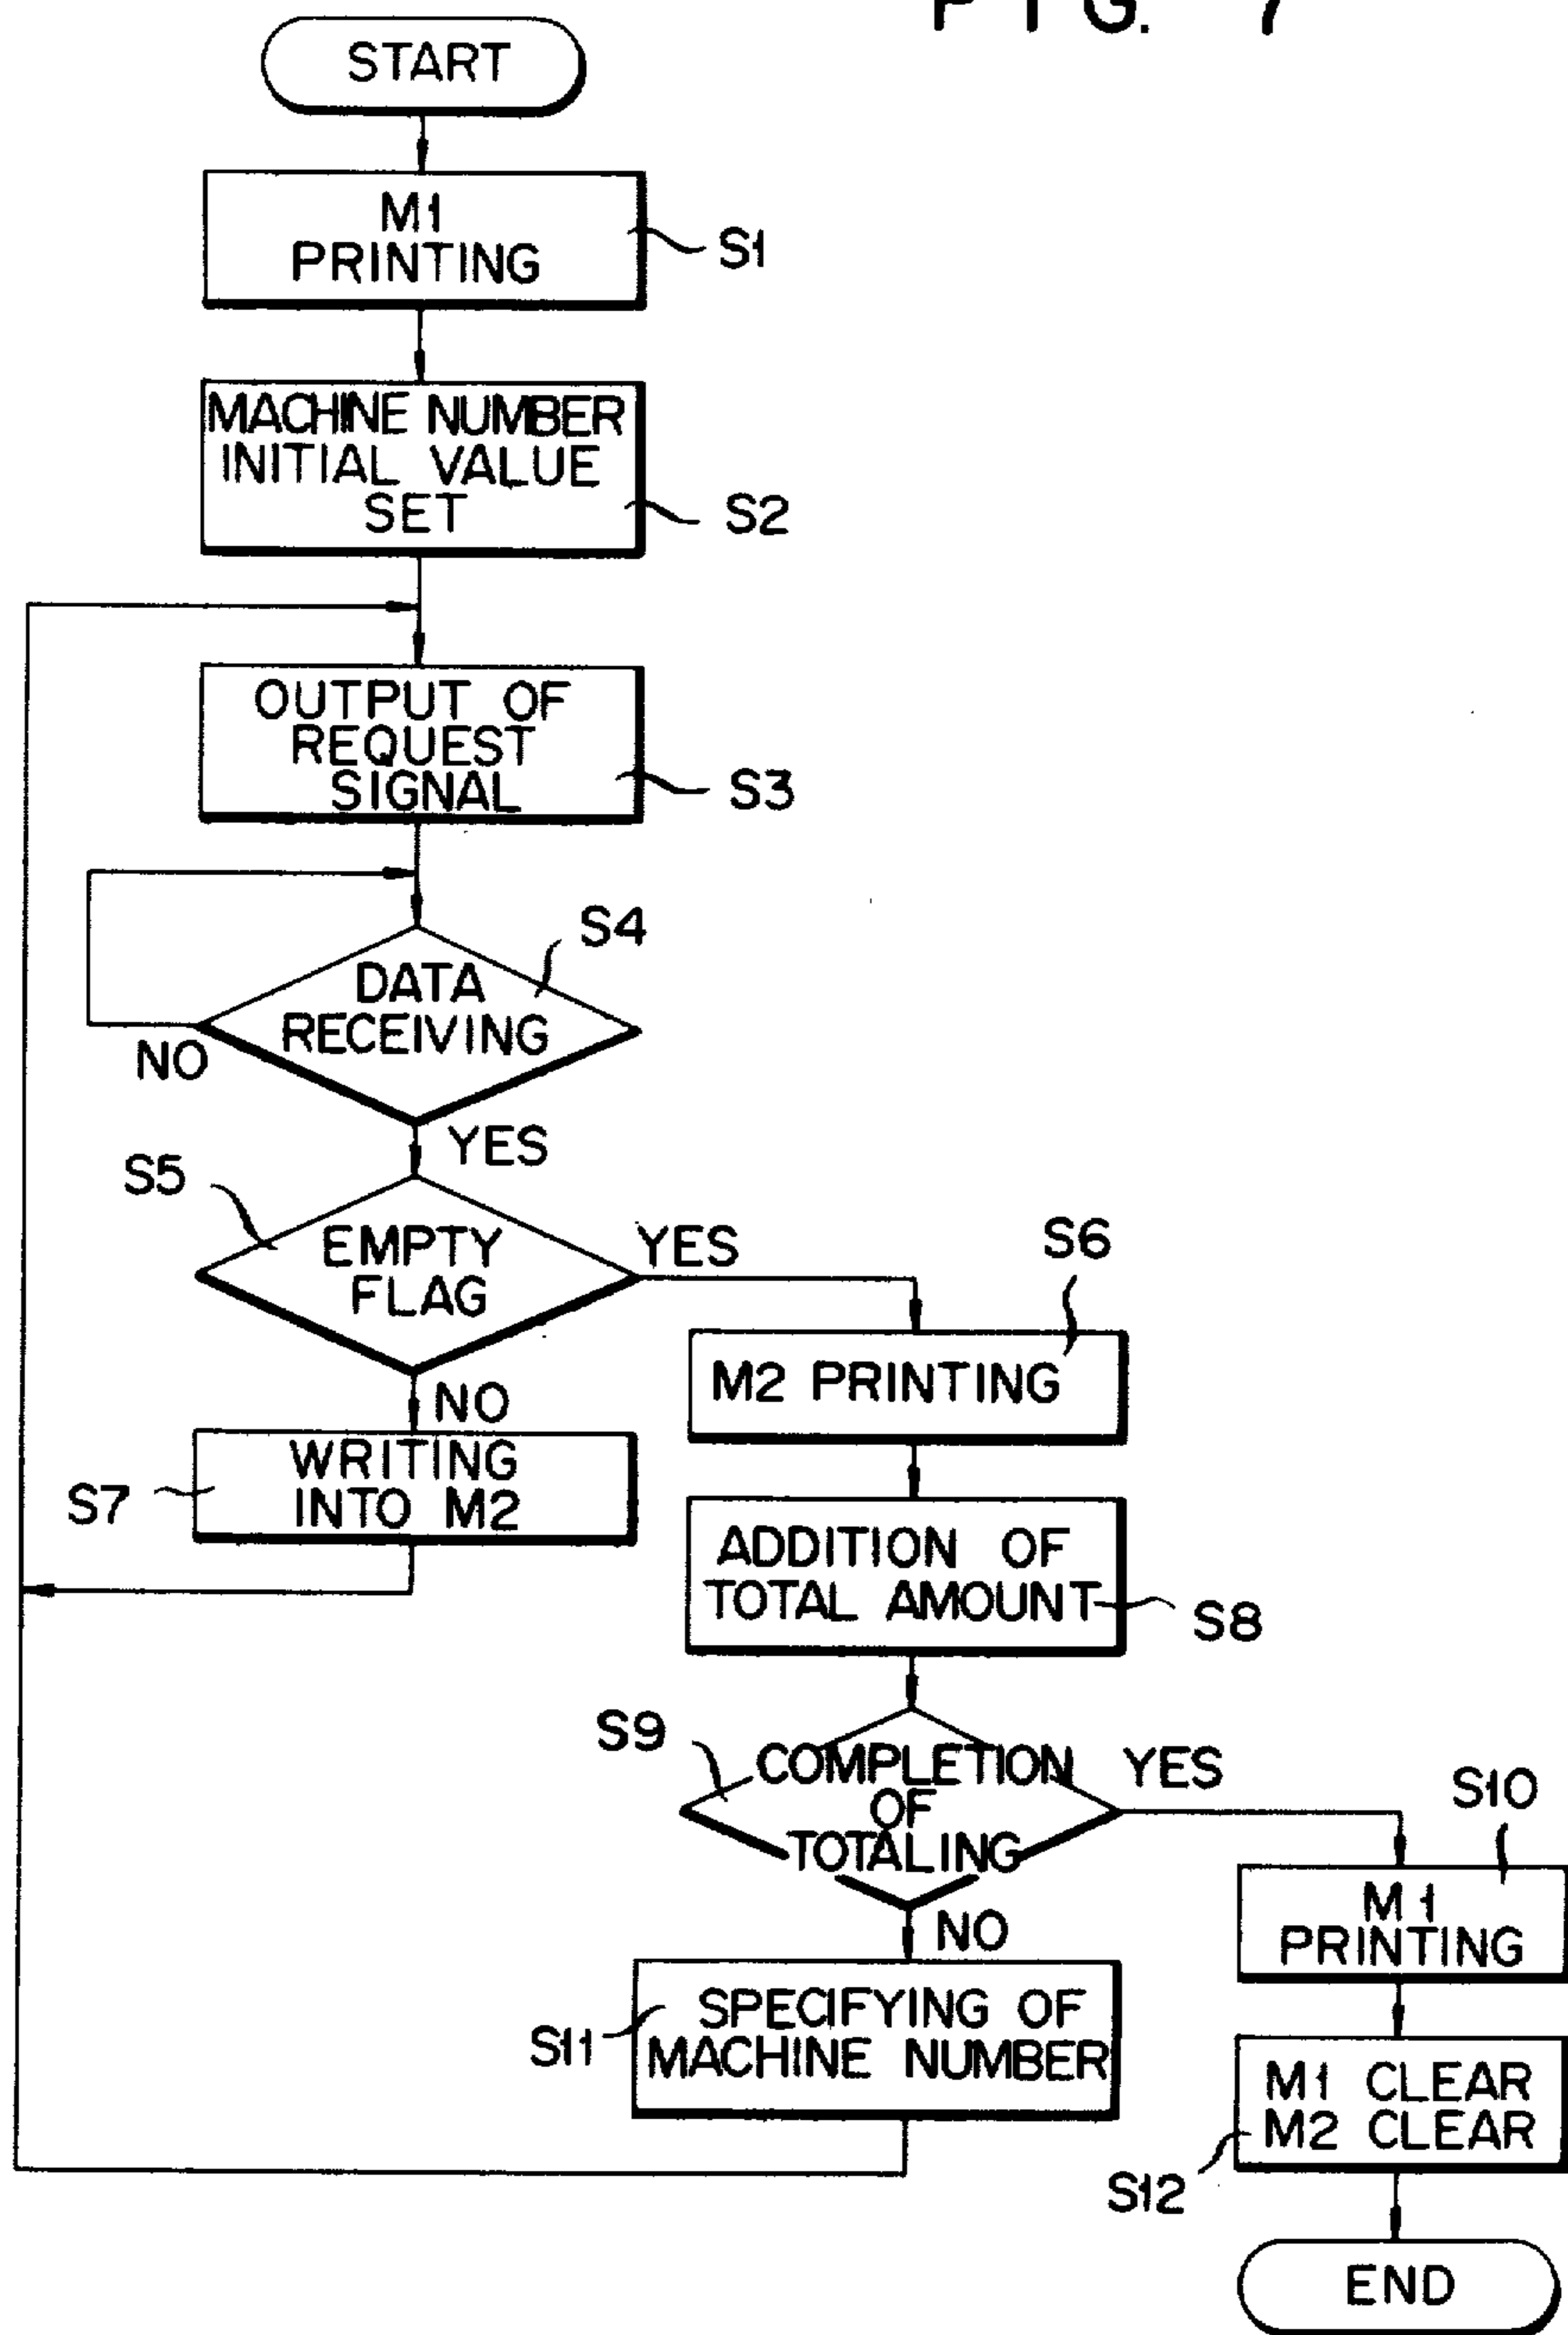 FIG. 7
START
M1
PRINTING
S1
MACHINE NUMBER
INITIAL VALUE
SET
S2
OUTPUT OF
REQUEST
SIGNAL
S3
S4
DATA
RECEIVING
NO
YES
S5
EMPTY
FLAG
YES
S6
M2 PRINTING
NO
WRITING
INTO M2
S7
ADDITION OF
TOTAL AMOUNT
S8
S9
COMPLETION
OF
TOTALING
YES
S10
M1
PRINTING
NO
SPECIFYING OF
MACHINE NUMBER
S11
M1 CLEAR
M2 CLEAR
S12
END